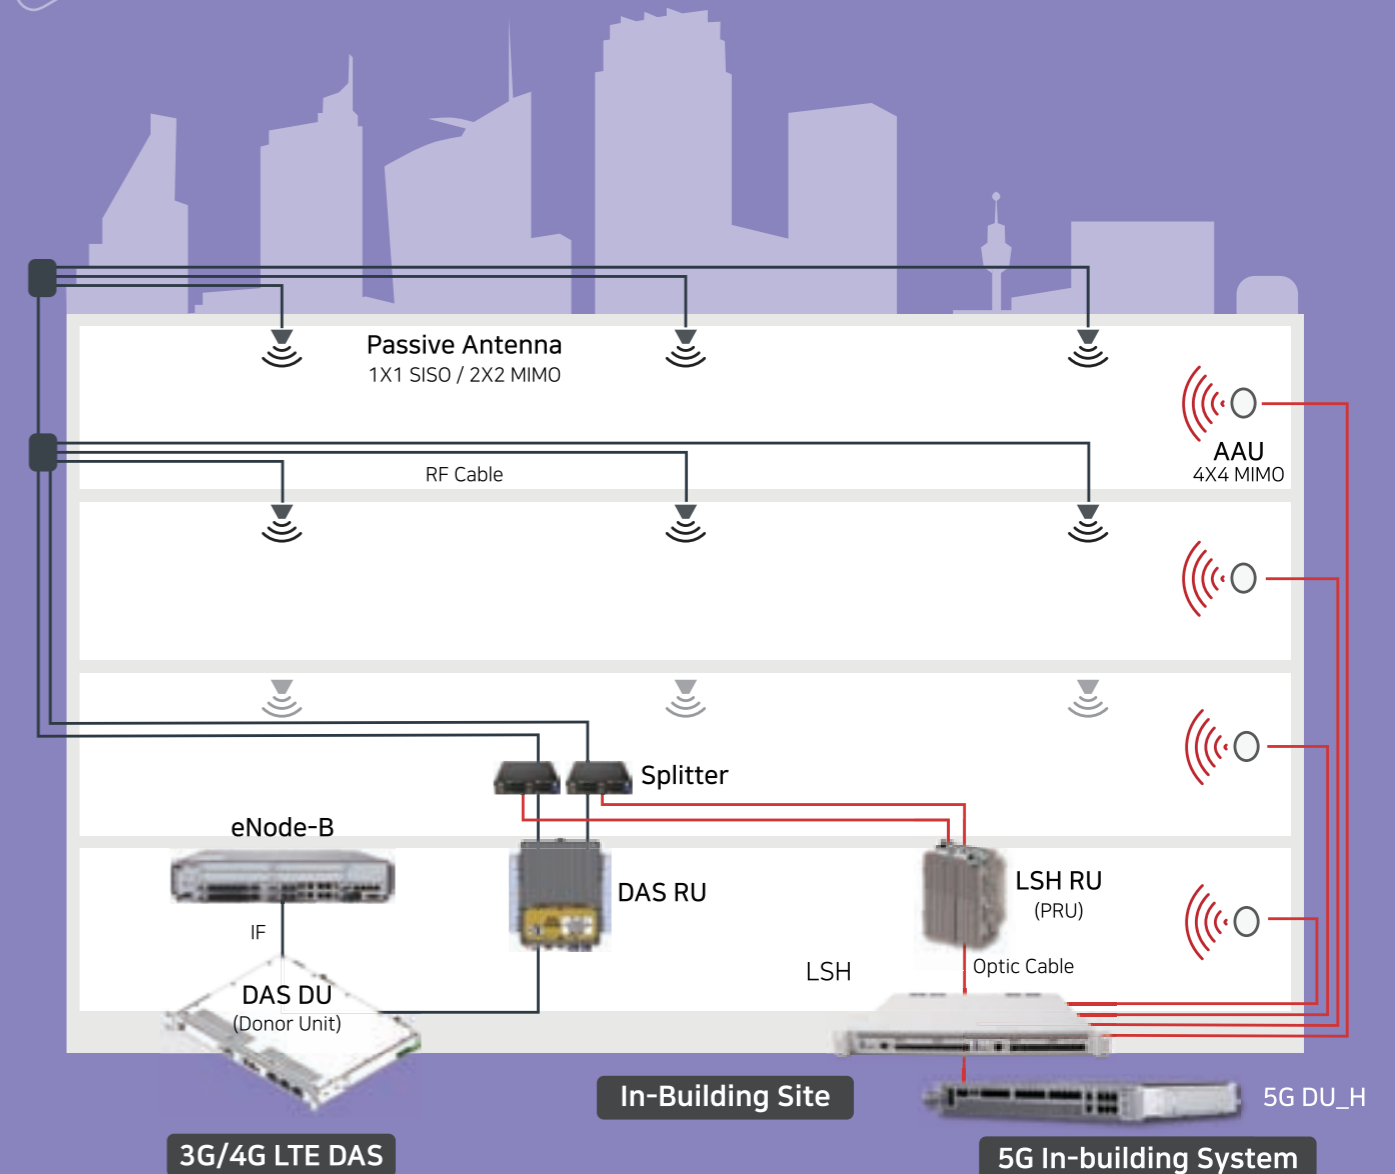 Passive Antenna
1X1 SISO / 2X2 MIMO
AAU
4X4 MIMO
RF Cable
Splitter
eNode-B
DAS RU
LSH RU
(PRU)
IF
LSH
Optic Cable
DAS DU
(Donor Unit)
In-Building Site
5G DU_H
3G/4G LTE DAS
5G In-building System